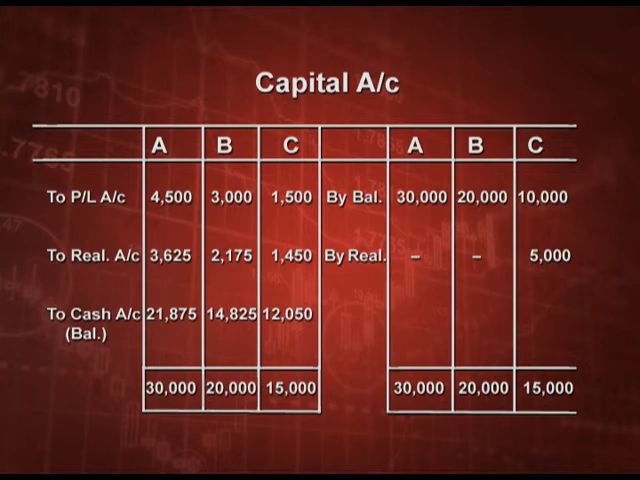 Capital A/c
A B C A B C
To P/L A/c 4,500 3,000 1,500 By Bal. 30,000 20,000 10,000
To Real. A/c 3,625 2,175 1,450 By Real. – – 5,000
To Cash A/c 21,875 14,825 12,050
(Bal.)
30,000 20,000 15,000 30,000 20,000 15,000